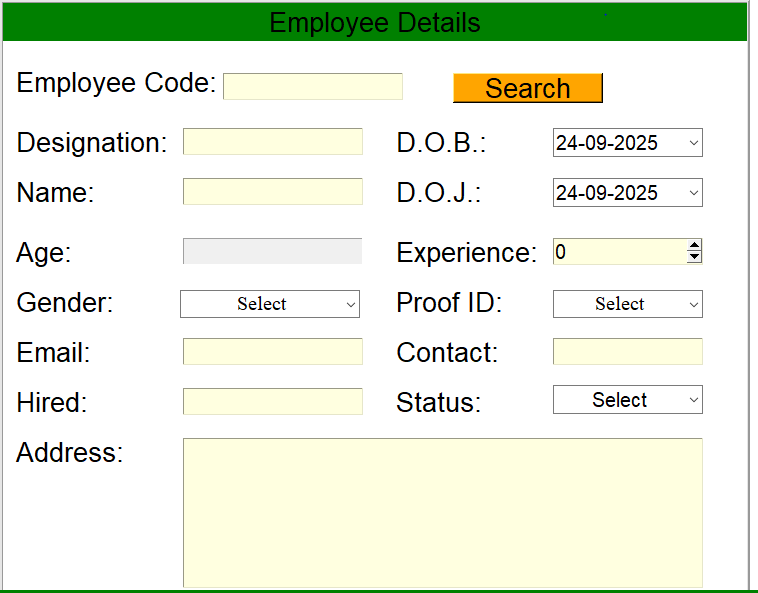 Employee Details
Employee Code: Search
Designation: D.O.B.: 24-09-2025
Name: D.O.J.: 24-09-2025
Age: Experience: 0
Gender: Select Proof ID: Select
Email: Contact:
Hired: Status: Select
Address: